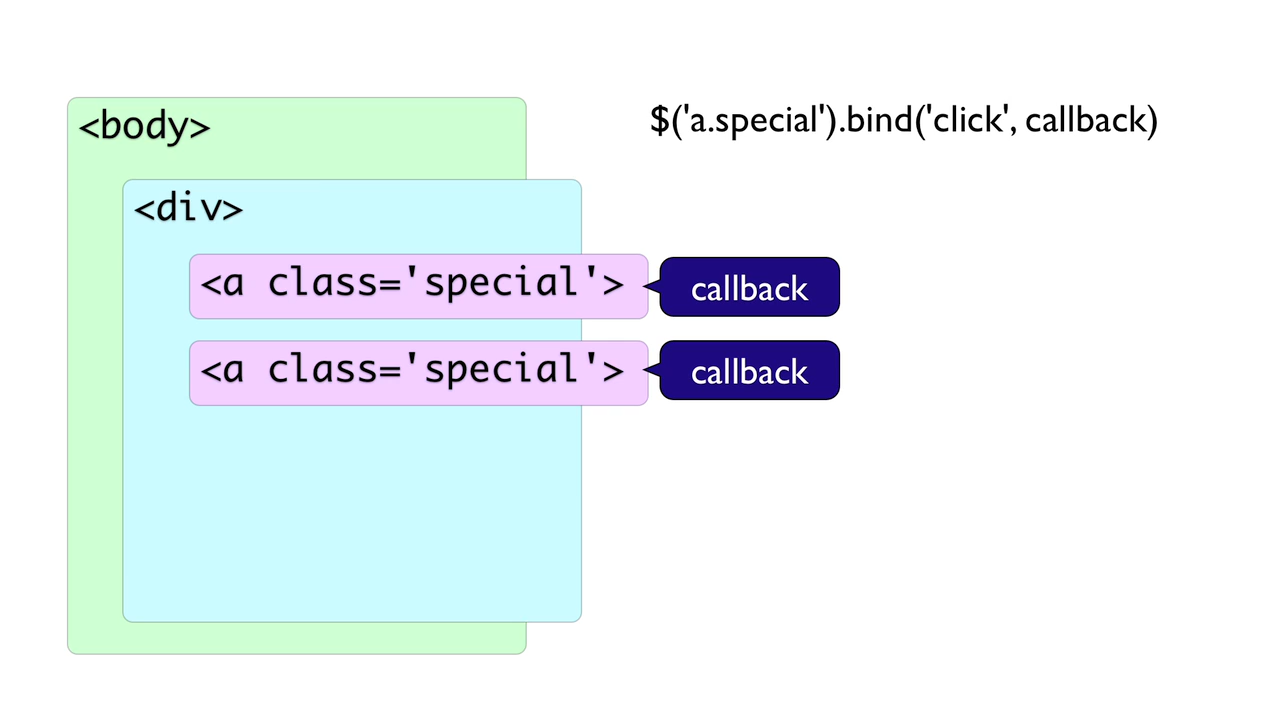 <body>
$('a.special').bind('click', callback)
<div>
<a class='special'>
callback
<a class='special'>
callback